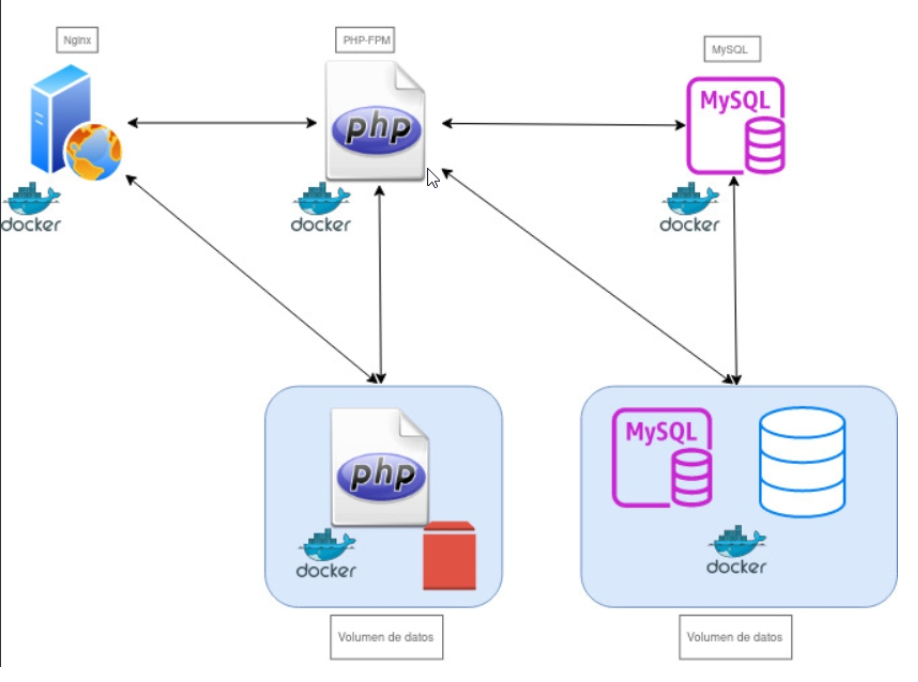 Nginx
PHP-FPM
MySQL
php
MySQL
docker
docker
docker
php
MySQL
docker
docker
Volumen de datos
Volumen de datos